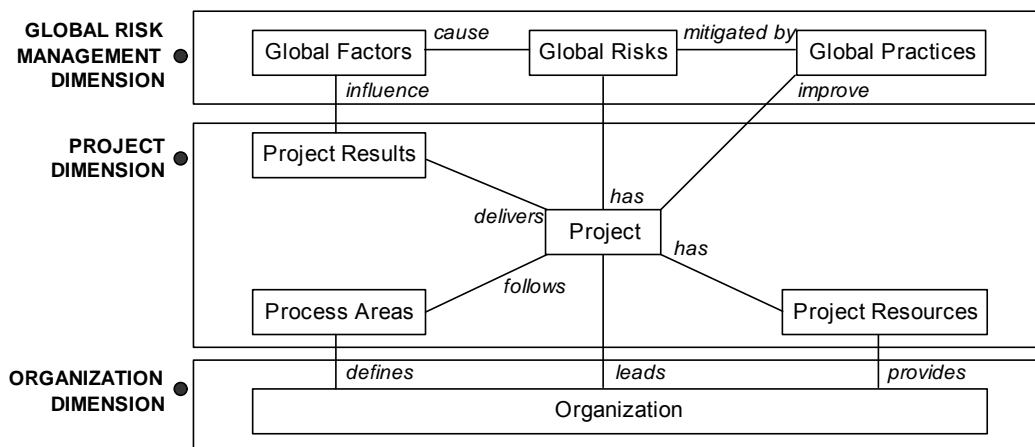 GLOBAL RISK
MANAGEMENT
DIMENSION
Global Factors
cause
Global Risks
mitigated by
Global Practices
influence
improve
PROJECT
DIMENSION
Project Results
delivers
has
Project
has
follows
Process Areas
Project Resources
ORGANIZATION
DIMENSION
defines
leads
provides
Organization